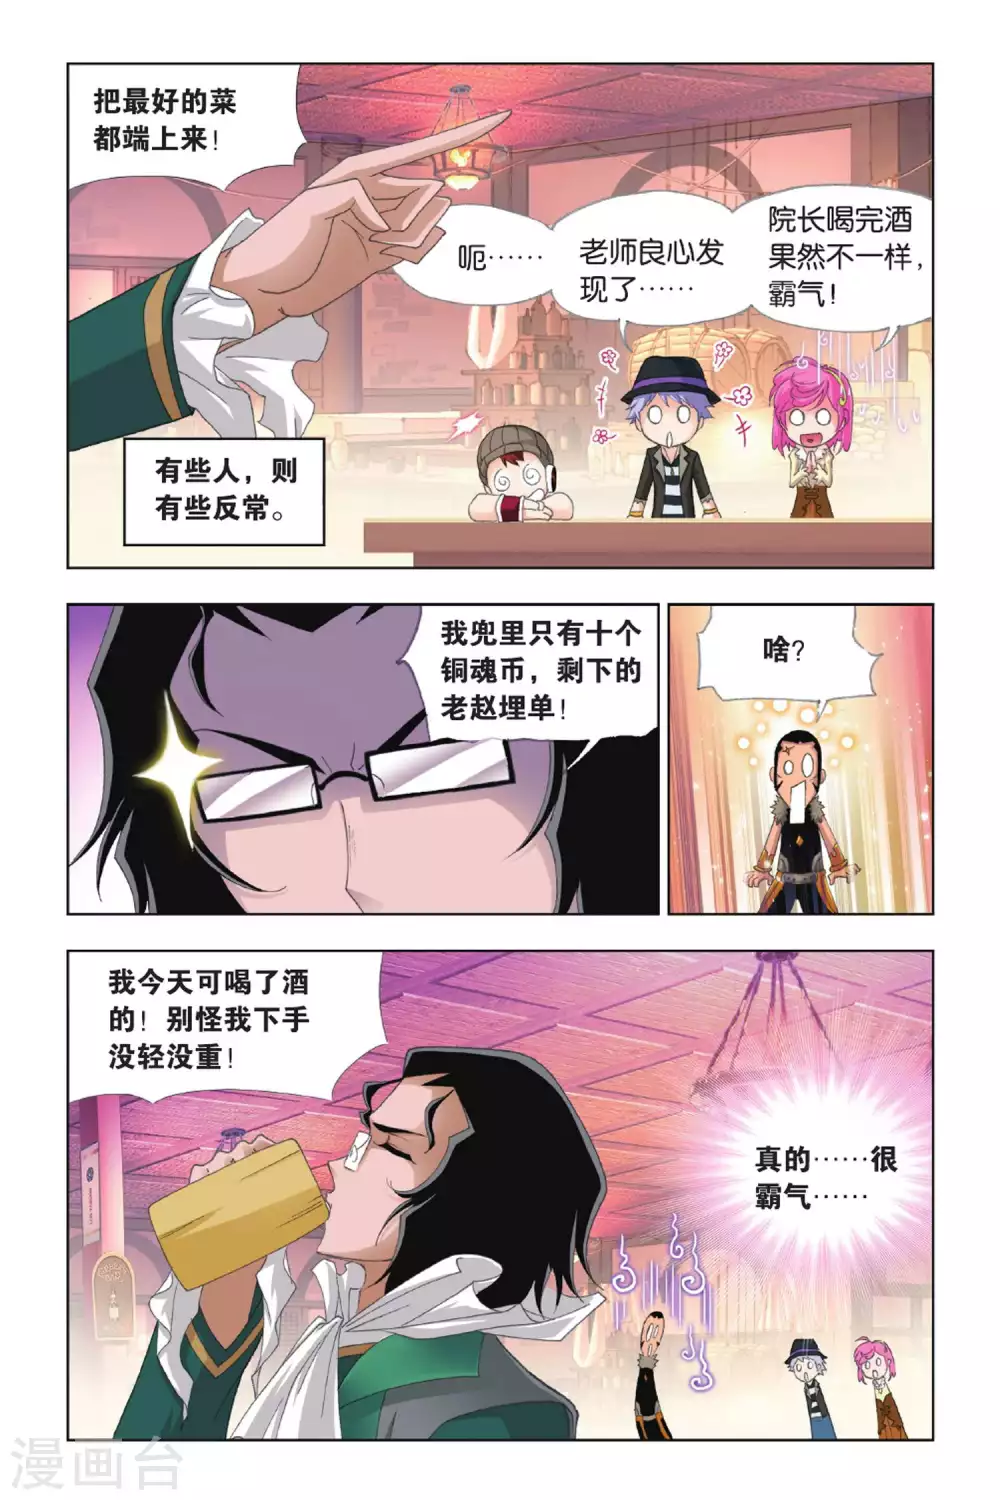 把最好的菜
都端上来！
呃……
老师良心发
现了……
院长喝完酒
果然不一样，
霸气！
有些人，则
有些反常。
我兜里只有十个
铜魂币，剩下的
老赵埋单！
啥？
我今天可喝了酒
的！别怪我下手
没轻没重！
真的……很
霸气……
漫画台